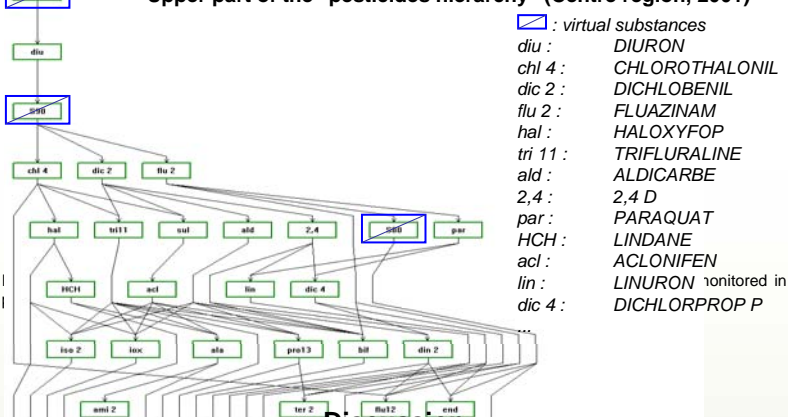 Upper part of the "pesticides hierarchy" (Centre region, 2001)
: virtual substances
diu : DIURON
chl 4 : CHLOROTHALONIL
dic 2 : DICHLOBENIL
flu 2 : FLUAZINAM
hal : HALOXYFOP
tri 11 : TRIFLURALINE
ald : ALDICARBE
2,4 : 2,4 D
par : PARAQUAT
HCH : LINDANE
acl : ACLONIFEN
lin : LINURON
onitored in
dic 4 : DICHLORPROP P
...
diu
S90
chl 4 dic 2 flu 2
hal tri11 sul ald 2,4 S80 par
HCH acl lin dic 4
iso 2 iox ala pro13 bif din 2
ami 2 ter 2 flu12 end